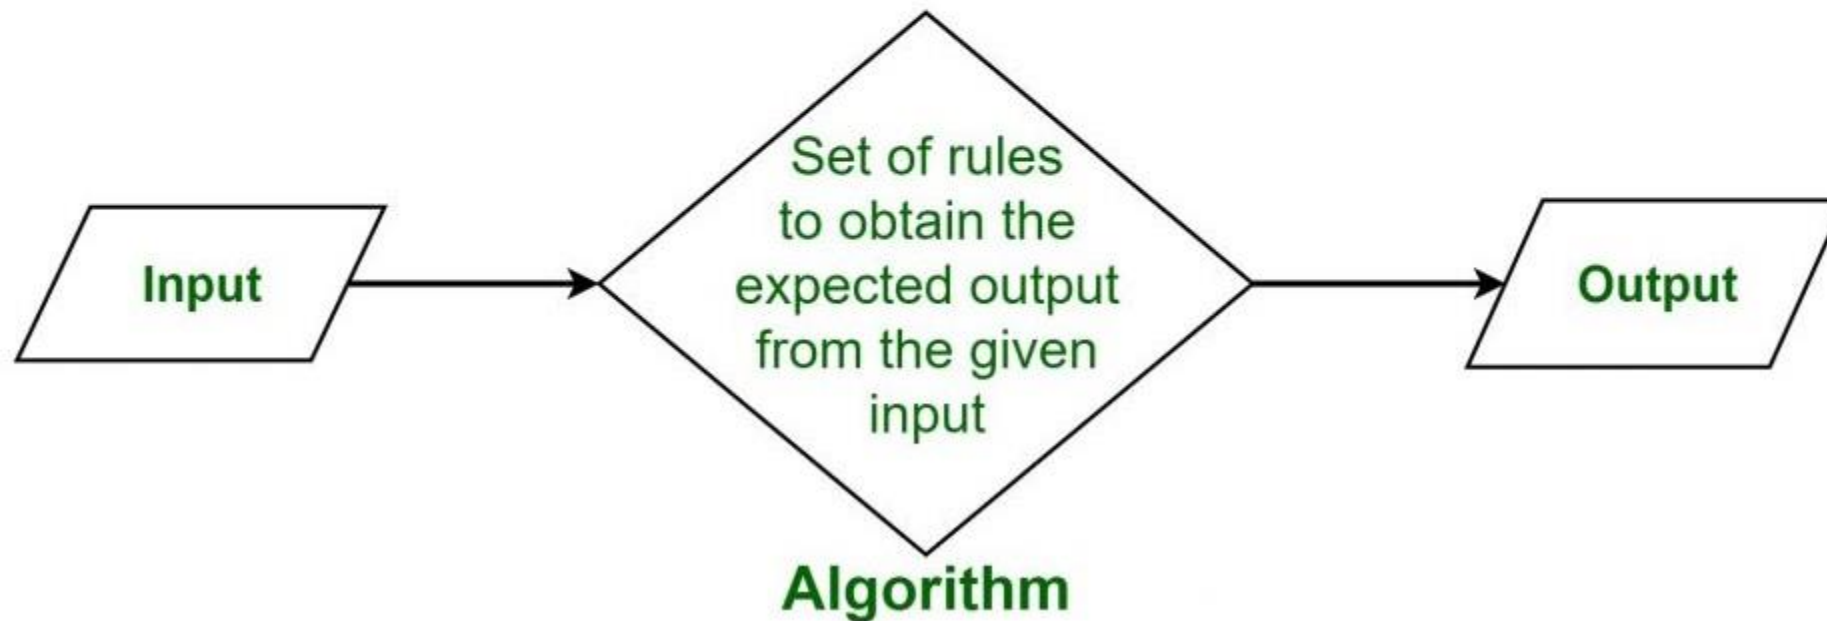 Input
Set of rules
to obtain the
expected output
from the given
input
Output
Algorithm